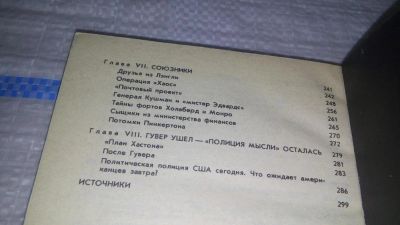 Глава VII. СОЮЗНИКИ 241
Друзья из Лэнгли 242
Операция «Хаос» 248
«Почтовый проект» 256
Генерал Кушман и «мистер Эдвардс» 261
Тайны фортов Холаберд и Монро 265
Сыщики из министерства финансов 270
Потомки Пинкертона 272
Глава VIII. ГУВЕР УШЕЛ — «ПОЛИЦИЯ МЫСЛИ» ОСТАЛАСЬ 279
«План Хастона» 281
После Гувера 283
Политическая полиция США сегодня. Что ожидает амери-
канцев завтра? 286
ИСТОЧНИКИ 299